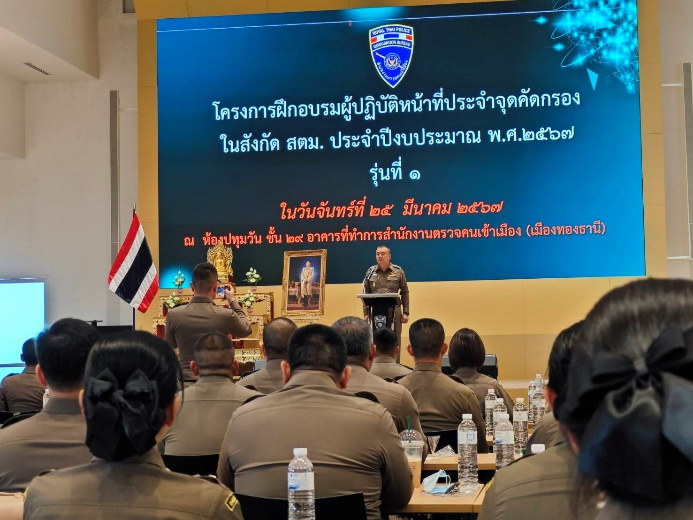 ROYAL THAI POLICE
IMMIGRATION BUREAU
โครงการฝึกอบรมผู้ปฏิบัติหน้าที่ประจำจุดคัดกรอง
ในสังกัด สตม. ประจำปีงบประมาณ พ.ศ.๒๕๖๗
รุ่นที่ ๑
ในวันจันทร์ที่ ๒๕ มีนาคม ๒๕๖๗
ณ ห้องปทุมวัน ชั้น ๒๙ อาคารที่ทำการสำนักงานตรวจคนเข้าเมือง (เมืองทองธานี)